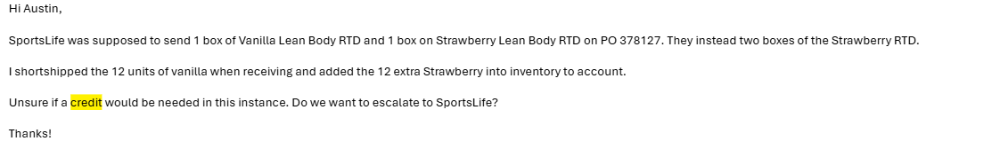 Hi Austin,
SportsLife was supposed to send 1 box of Vanilla Lean Body RTD and 1 box on Strawberry Lean Body RTD on PO 378127. They instead two boxes of the Strawberry RTD.
I shortshipped the 12 units of vanilla when receiving and added the 12 extra Strawberry into inventory to account.
Unsure if a credit would be needed in this instance. Do we want to escalate to SportsLife?
Thanks!